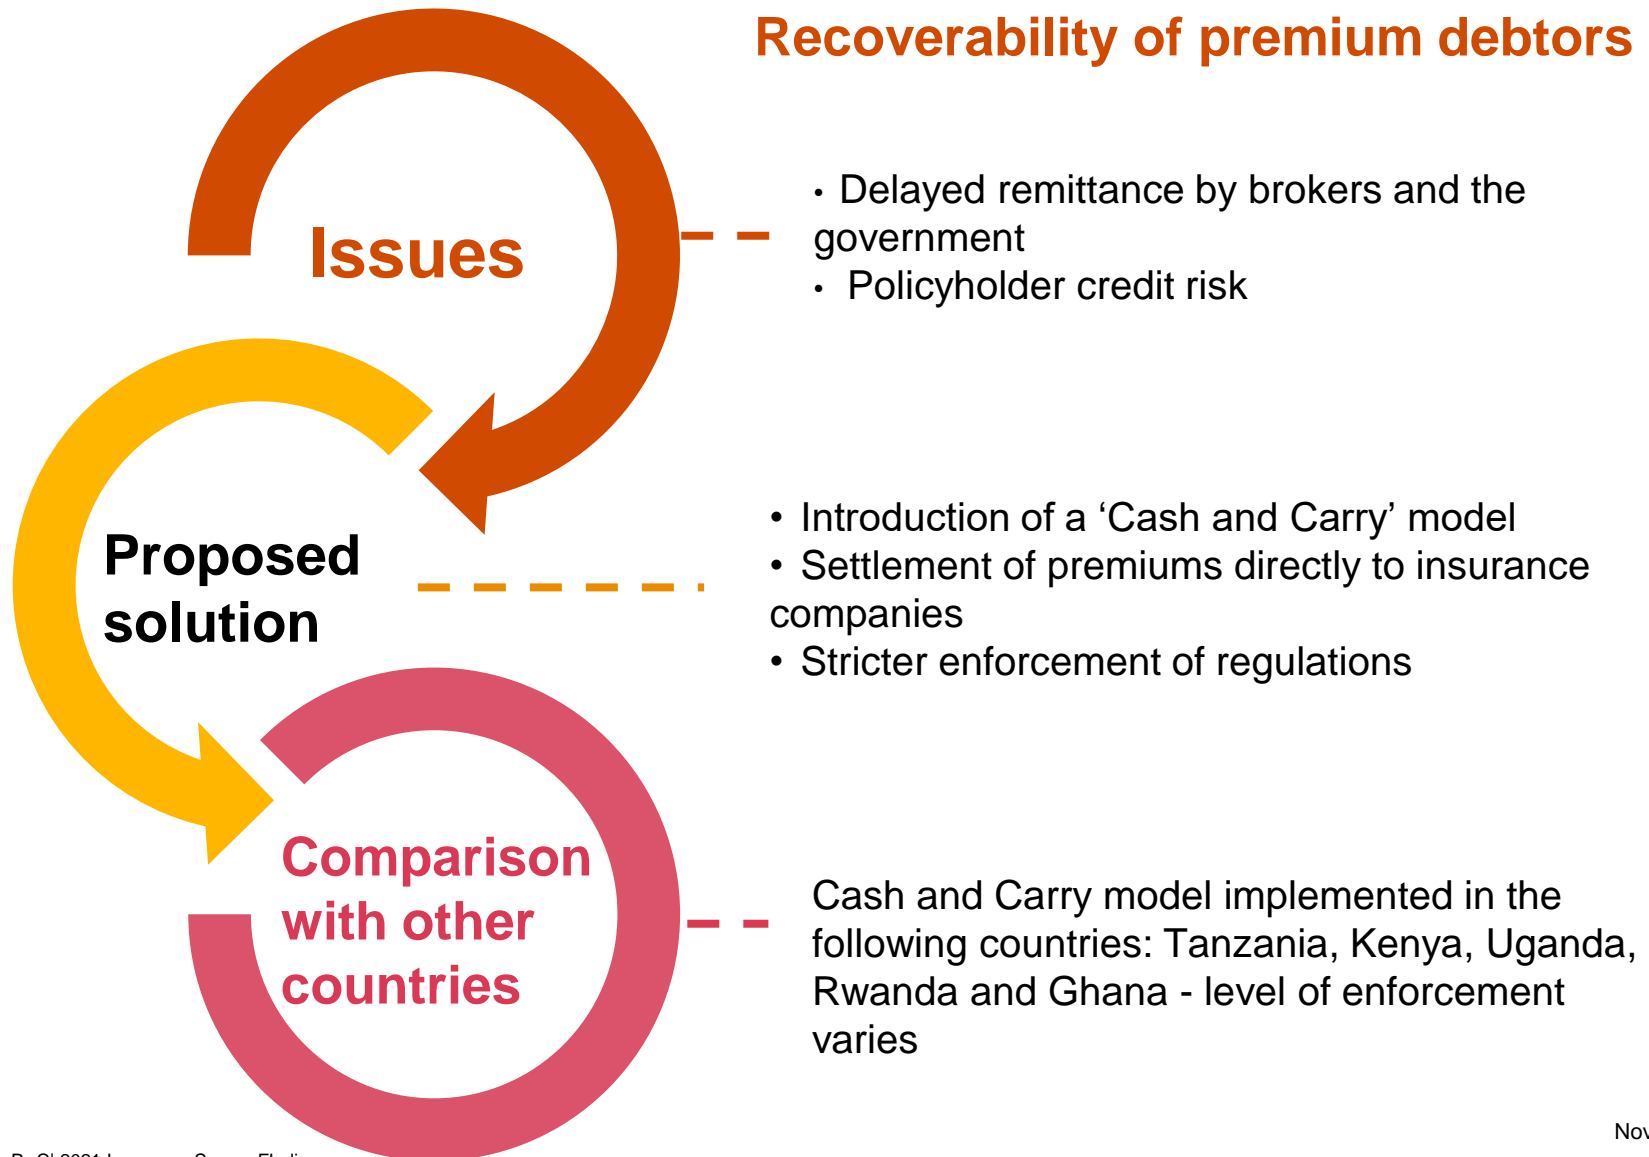 Recoverability of premium debtors
Issues
• Delayed remittance by brokers and the
government
• Policyholder credit risk
Proposed
solution
• Introduction of a ‘Cash and Carry’ model
• Settlement of premiums directly to insurance
companies
• Stricter enforcement of regulations
Comparison
with other
countries
Cash and Carry model implemented in the
following countries: Tanzania, Kenya, Uganda,
Rwanda and Ghana - level of enforcement
varies
Nov